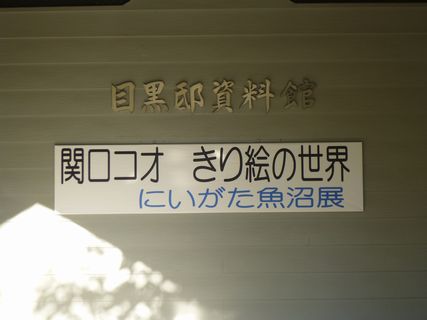 目黒邸資料館
関口コオ　きり絵の世界
にいがた魚沼展